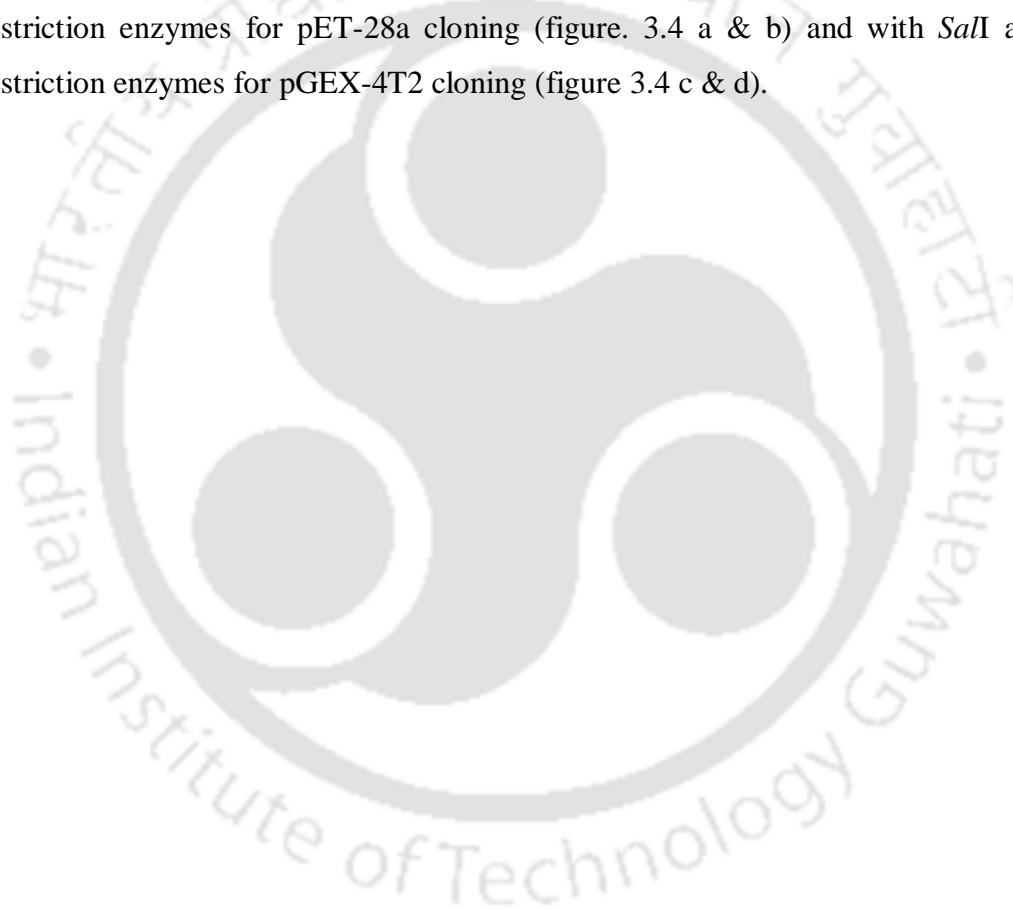 striction enzymes for pET-28a cloning (figure. 3.4 a & b) and with SalI a
striction enzymes for pGEX-4T2 cloning (figure 3.4 c & d).
Indian Institute of Technology Guwahati